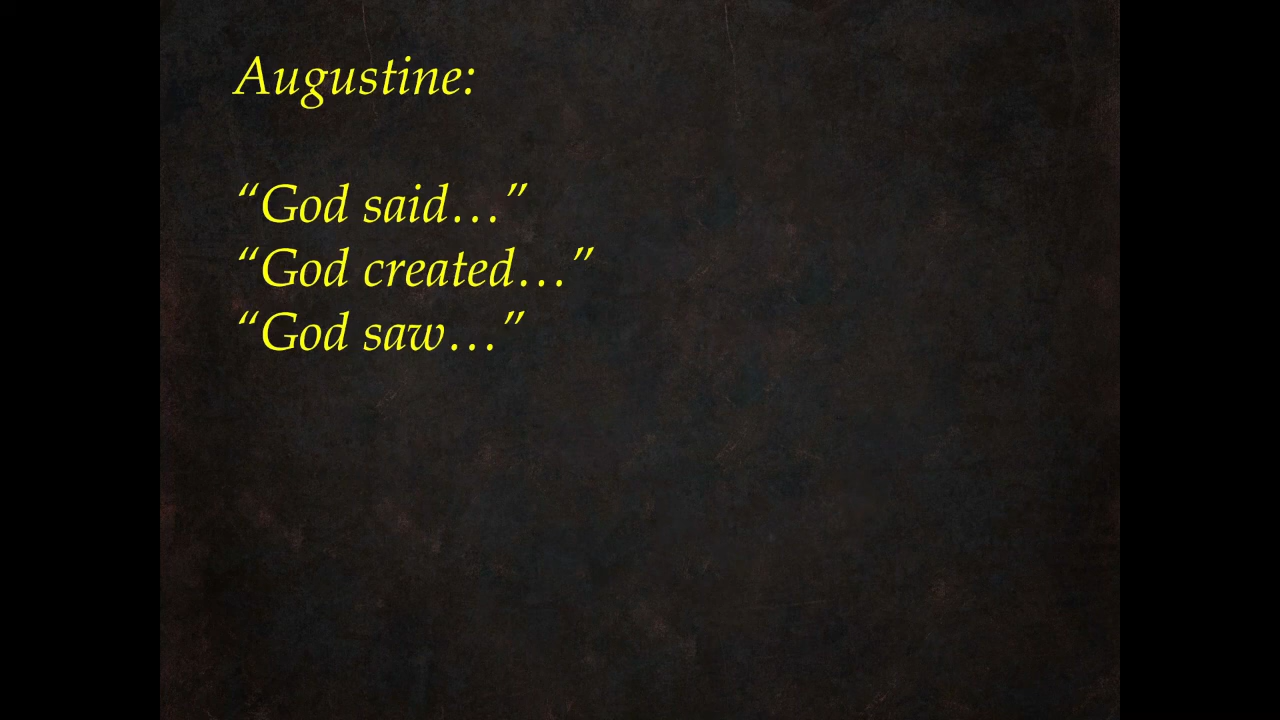 Augustine:
“God said…”
“God created…”
“God saw…”